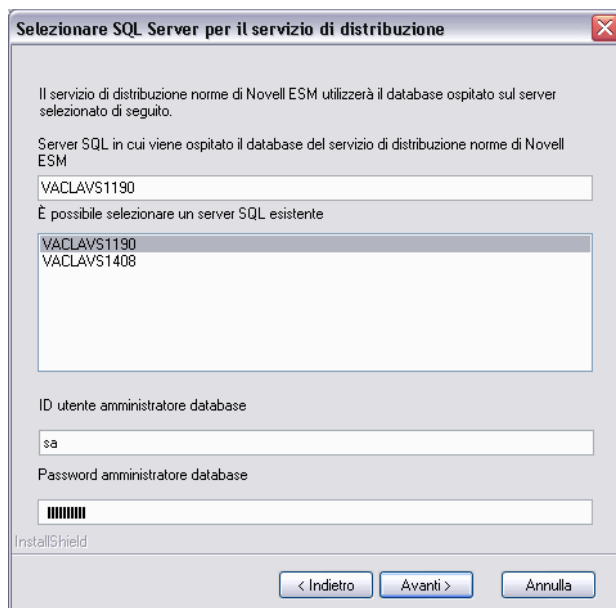 Selezionare SQL Server per il servizio di distribuzione
Il servizio di distribuzione norme di Novell ESM utilizzerà il database ospitato sul server
selezionato di seguito.
Server SQL in cui viene ospitato il database del servizio di distribuzione norme di Novell
ESM
VACLAVS1190
È possibile selezionare un server SQL esistente
VACLAVS1190
VACLAVS1408
ID utente amministratore database
sa
Password amministratore database
InstallShield
< Indietro
Avanti >
Annulla